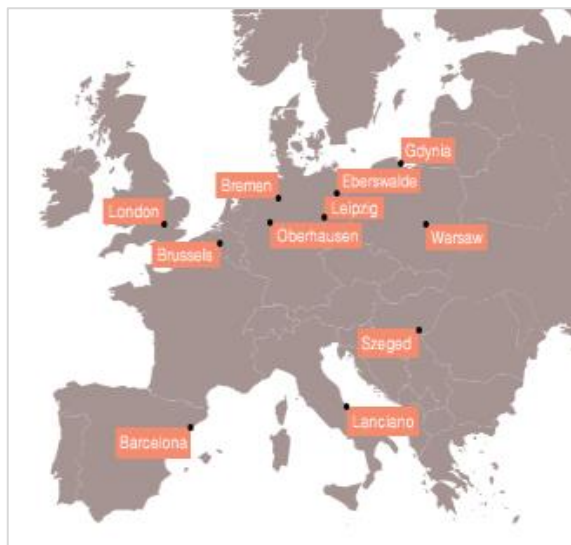 Gdynia
Bremen
Eberswalde
London
Leipzig
Oberhausen
Warsaw
Brussels
Szeged
Lanciano
Barcelona